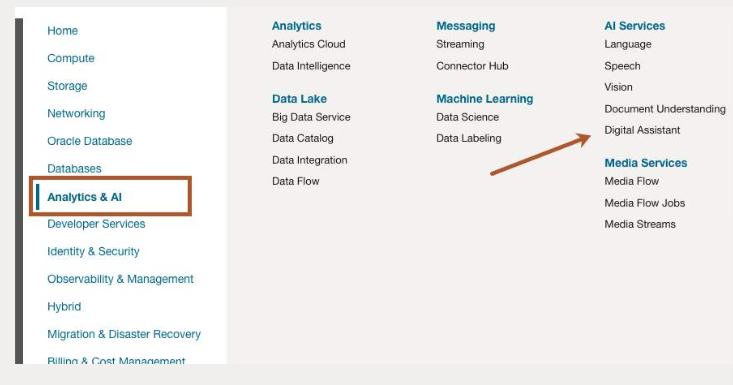 Home
Compute
Storage
Networking
Oracle Database
Databases
Analytics & AI
Developer Services
Identity & Security
Observability & Management
Hybrid
Migration & Disaster Recovery
Billing & Cost Management
Analytics
Analytics Cloud
Data Intelligence
Data Lake
Big Data Service
Data Catalog
Data Integration
Data Flow
Messaging
Streaming
Connector Hub
Machine Learning
Data Science
Data Labeling
AI Services
Language
Speech
Vision
Document Understanding
Digital Assistant
Media Services
Media Flow
Media Flow Jobs
Media Streams